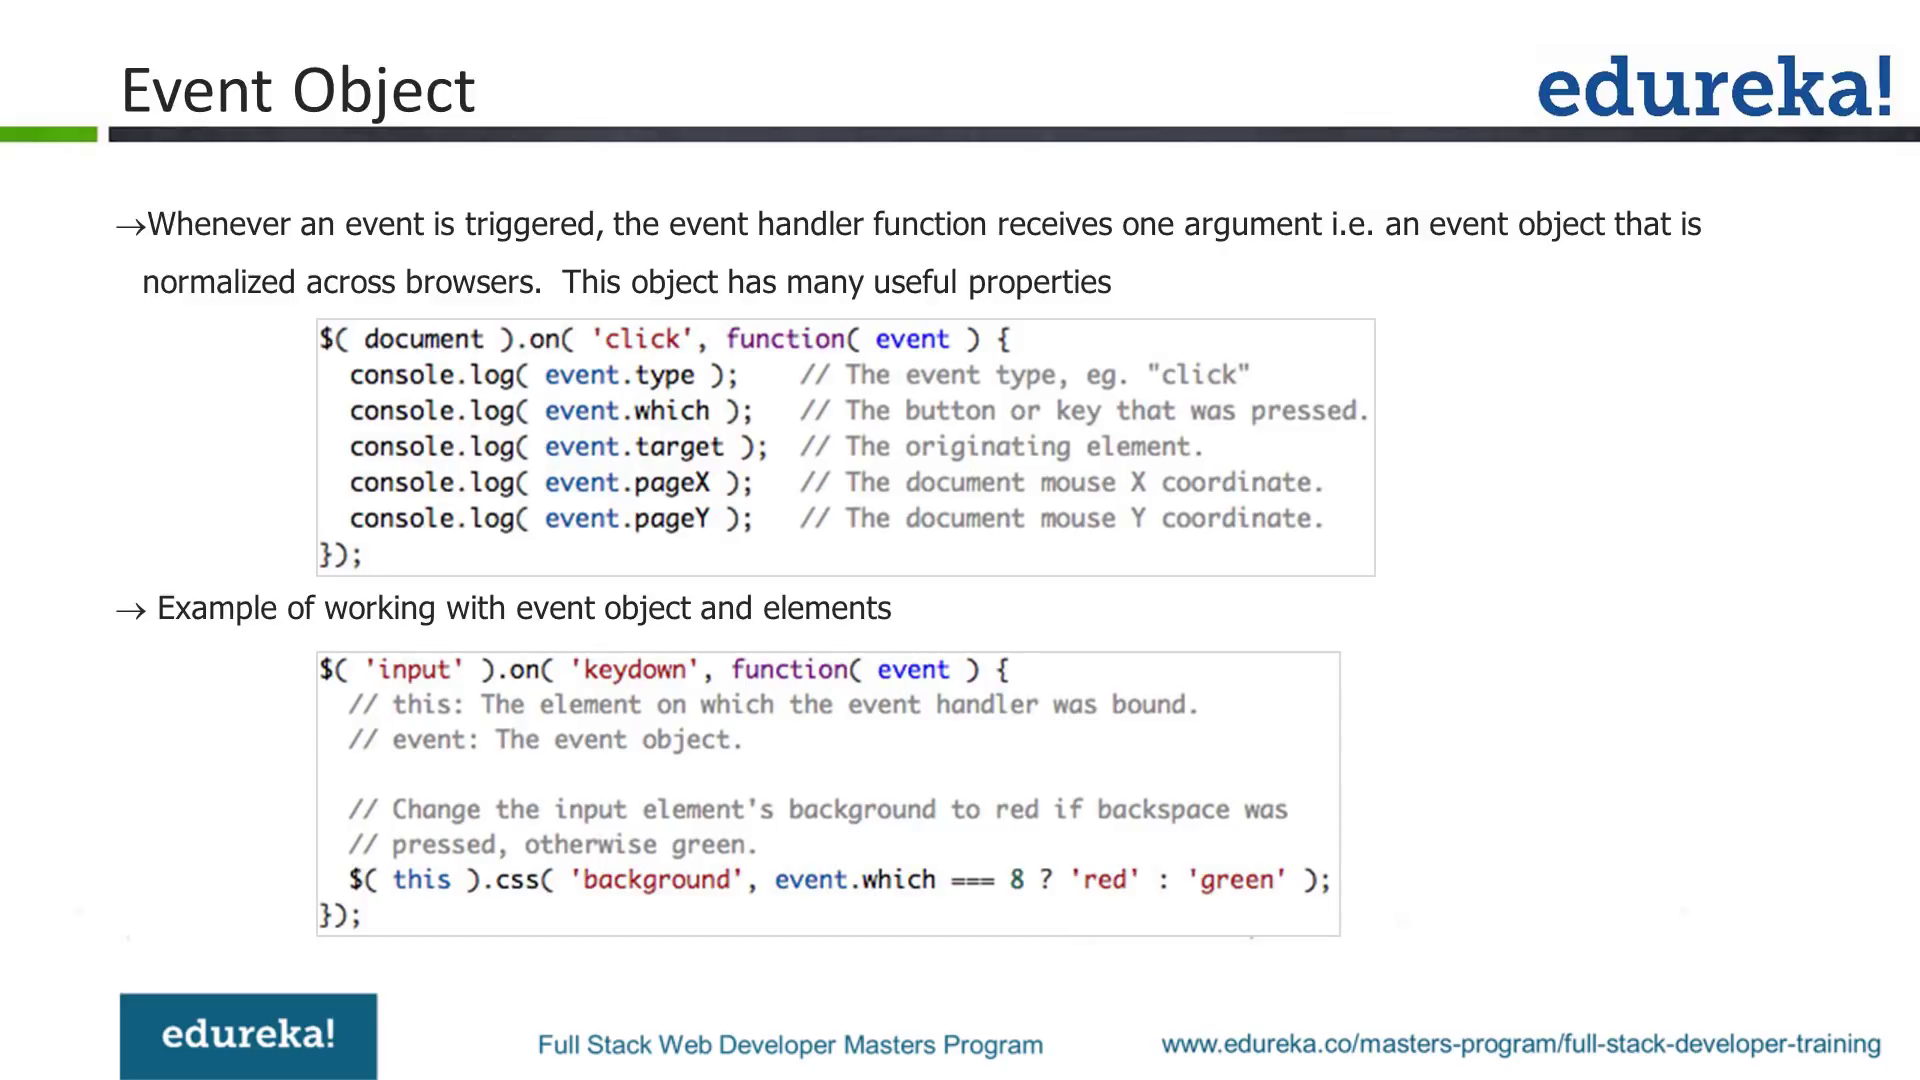 Event Object
edureka!
→Whenever an event is triggered, the event handler function receives one argument i.e. an event object that is
normalized across browsers.  This object has many useful properties
$( document ).on( 'click', function( event ) {
  console.log( event.type );    // The event type, eg. "click"
  console.log( event.which );   // The button or key that was pressed.
  console.log( event.target );  // The originating element.
  console.log( event.pageX );   // The document mouse X coordinate.
  console.log( event.pageY );   // The document mouse Y coordinate.
});
→ Example of working with event object and elements
$( 'input' ).on( 'keydown', function( event ) {
  // this: The element on which the event handler was bound.
  // event: The event object.
  // Change the input element's background to red if backspace was
  // pressed, otherwise green.
  $( this ).css( 'background', event.which === 8 ? 'red' : 'green' );
});
edureka!
Full Stack Web Developer Masters Program
www.edureka.co/masters-program/full-stack-developer-training